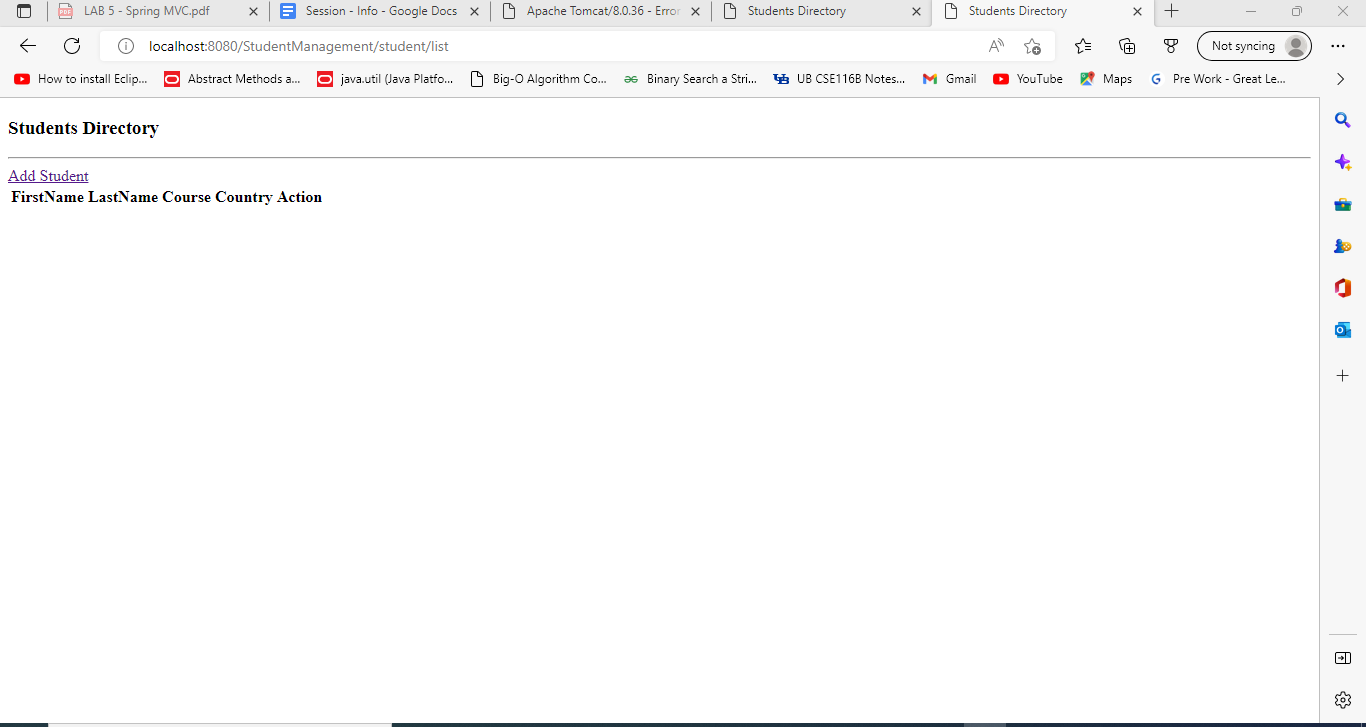 LAB 5 - Spring MVC.pdf
Session - Info - Google Docs
Apache Tomcat/8.0.36 - Error
Students Directory
Students Directory
localhost:8080/StudentManagement/student/list
Not syncing
How to install Eclip...
Abstract Methods a...
java.util (Java Platfo...
Big-O Algorithm Co...
Binary Search a Stri...
UB CSE116B Notes...
Gmail
YouTube
Maps
Pre Work - Great Le...
Students Directory
Add Student
FirstName LastName Course Country Action